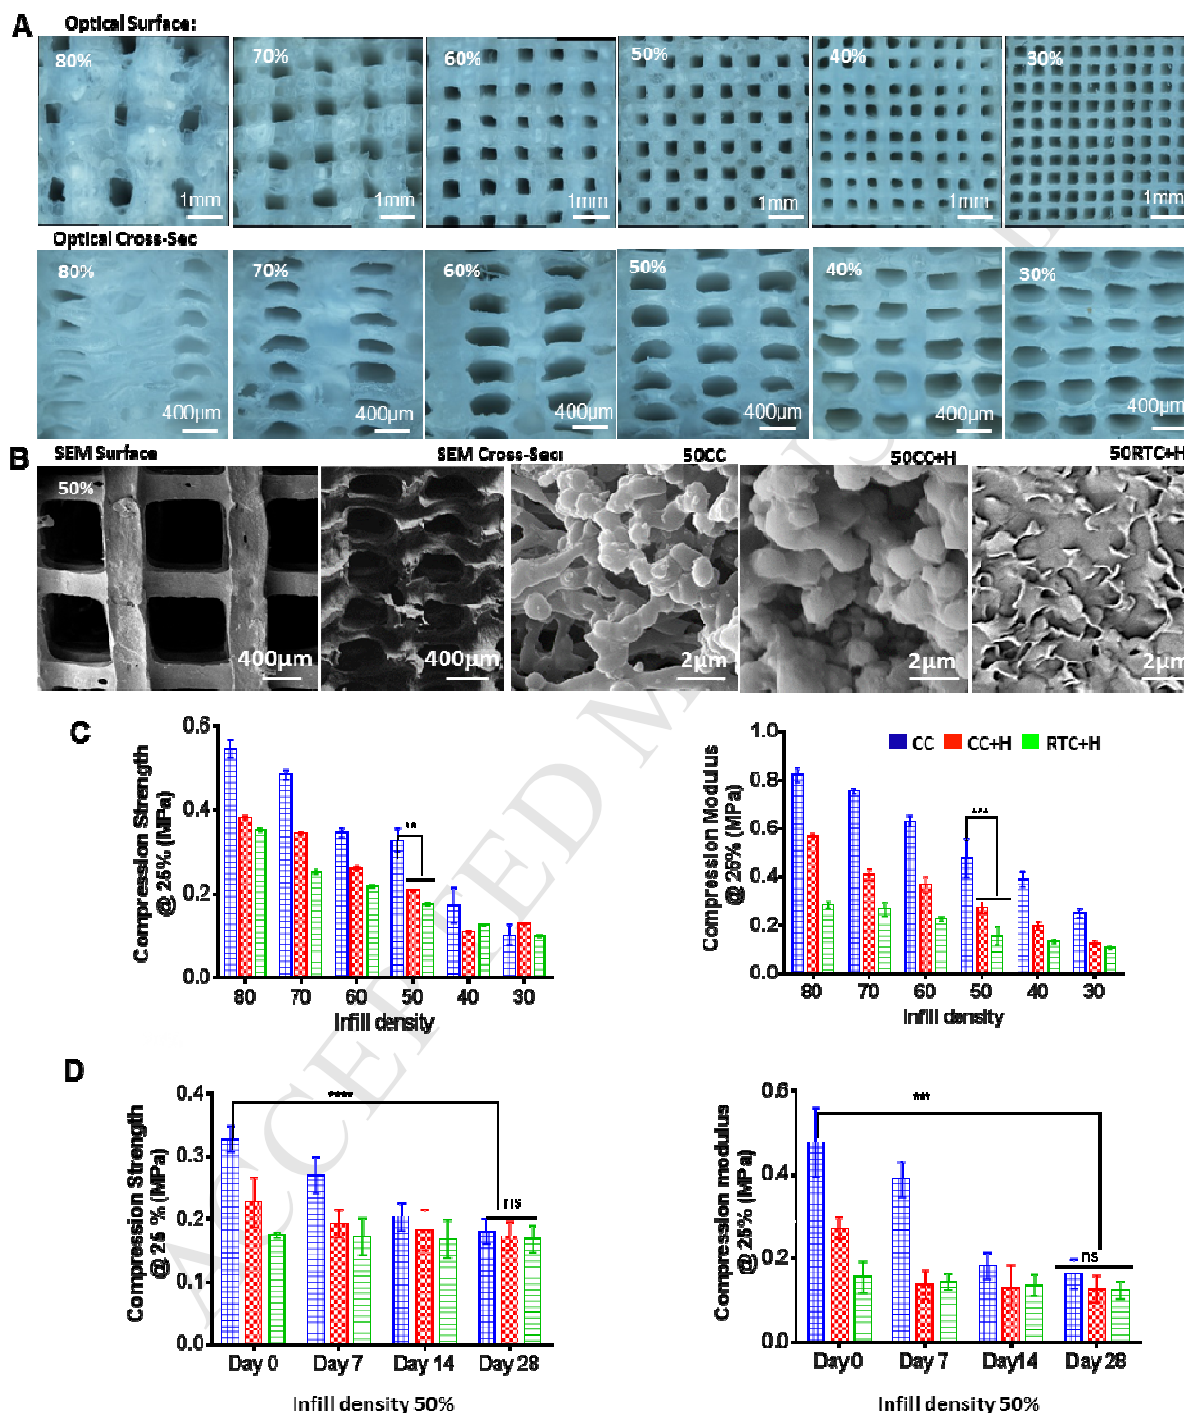 A
Optical Surface:
80%
70%
60%
50%
40%
30%
1mm
1mm
1mm
1mm
1mm
1mm
Optical Cross-Sec
80%
70%
60%
50%
40%
30%
400µm
400µm
400µm
400µm
400µm
400µm
B
SEM Surface
SEM Cross-Sec
50CC
50CC+H
50RTC+H
50%
400µm
400µm
2µm
2µm
2µm
C
Compression Strength
@ 25% (MPa)
0.6
0.4
0.2
0.0
**
80 70 60 50 40 30
Infill density
Compression Modulus
@ 25% (MPa)
1.0
0.8
0.6
0.4
0.2
0.0
CC CC+H RTC+H
***
80 70 60 50 40 30
Infill density
D
Compression Strength
@ 25 % (MPa)
0.4
0.3
0.2
0.1
0.0
****
ns
Day 0 Day 7 Day 14 Day 28
Infill density 50%
Compression modulus
@ 25% (MPa)
0.6
0.4
0.2
0.0
***
ns
Day 0 Day 7 Day14 Day 28
Infill density 50%